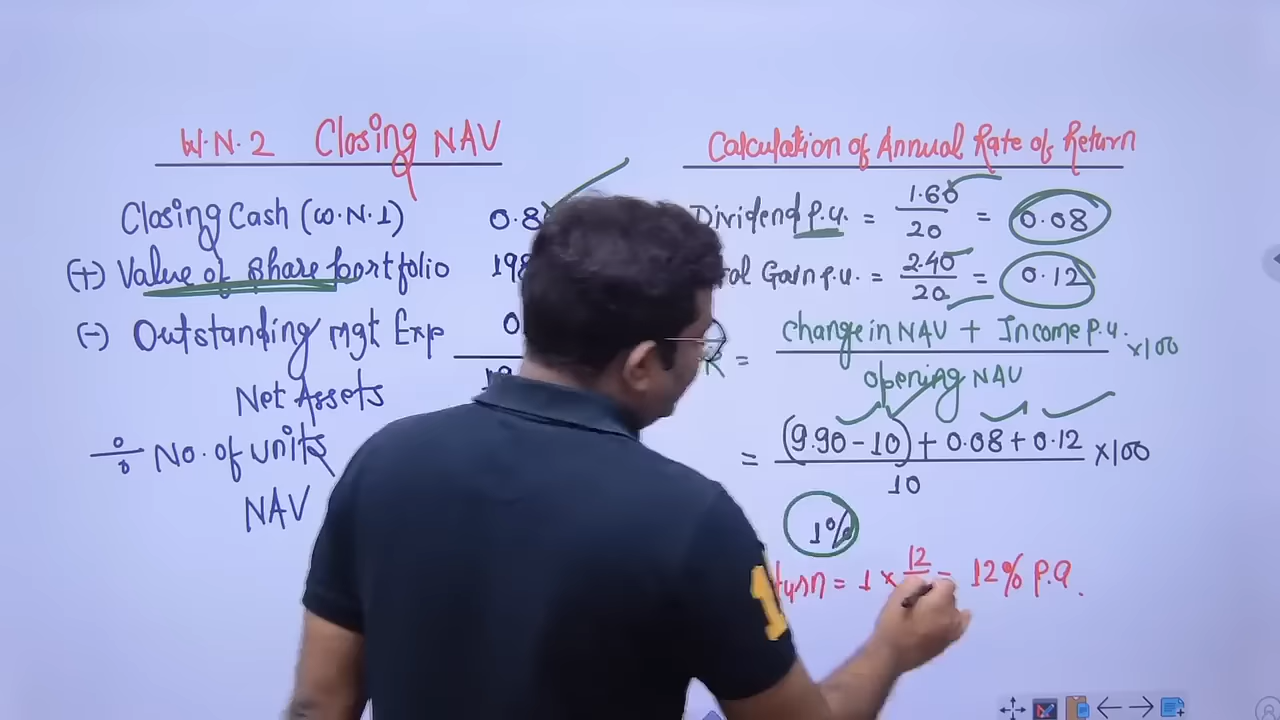 W.N.2 Closing NAV
Closing Cash (W.N.1) 0.8
(+) Value of share portfolio 198
(-) Outstanding mgt Exp 0
Net Assets
÷ No. of units
NAV
Calculation of Annual Rate of Return
Dividend p.u. = 1.60 / 20 = 0.08
Gain p.u. = 2.40 / 20 = 0.12
= change in NAV + Income p.u. / opening NAV ×100
= (9.90 - 10) + 0.08 + 0.12 / 10 ×100
1%
= 1 × 12 = 12% p.a.
1